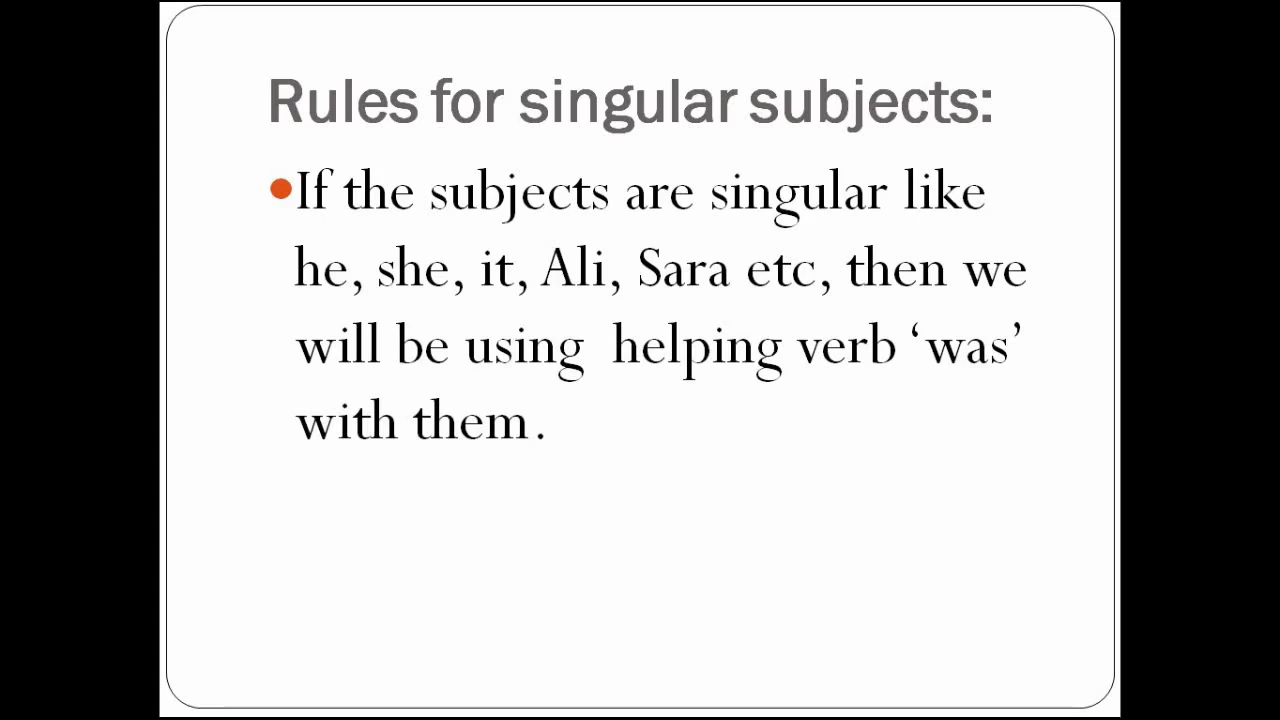 Rules for singular subjects:
•If the subjects are singular like
he, she, it, Ali, Sara etc, then we
will be using  helping verb ‘was’
with them.